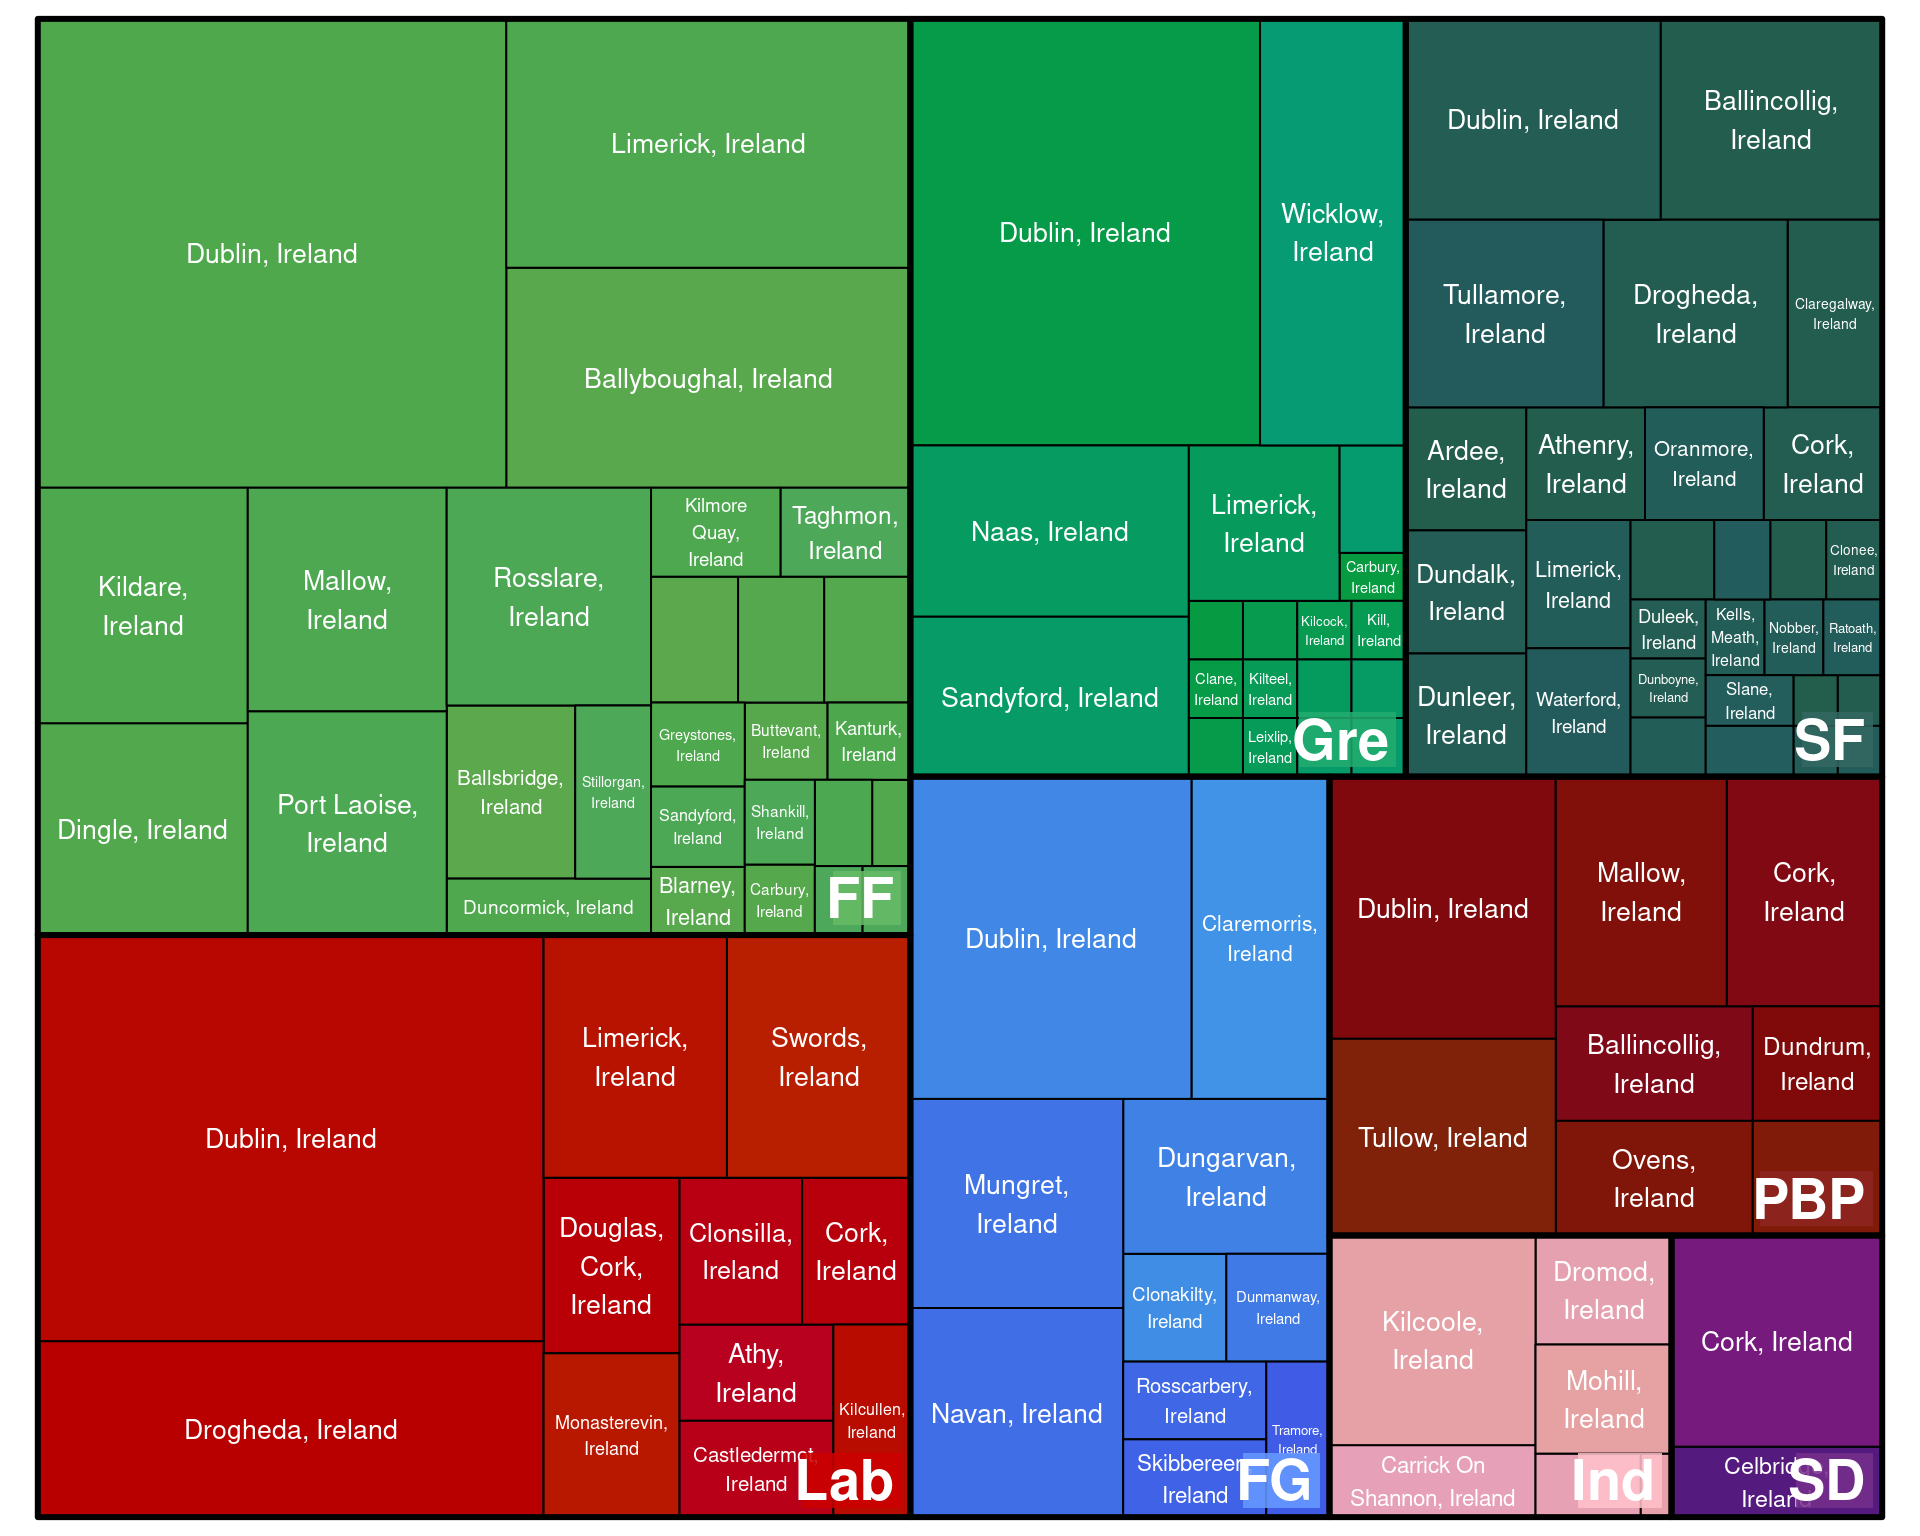 Dublin, Ireland
Limerick, Ireland
Ballyboughal, Ireland
Kildare,
Ireland
Mallow,
Ireland
Rosslare,
Ireland
Kilmore
Quay,
Ireland
Taghmon,
Ireland
Dingle, Ireland
Port Laoise,
Ireland
Ballsbridge,
Ireland
Stillorgan,
Ireland
Duncormick, Ireland
Greystones,
Ireland
Buttevant,
Ireland
Kanturk,
Ireland
Sandyford,
Ireland
Shankill,
Ireland
Blarney,
Ireland
Carbury,
Ireland
FF
Dublin, Ireland
Wicklow,
Ireland
Naas, Ireland
Limerick,
Ireland
Carbury,
Ireland
Sandyford, Ireland
Kilcock,
Ireland
Kill,
Ireland
Clane,
Ireland
Kilteel,
Ireland
Leixlip,
Ireland
Gre
Dublin, Ireland
Ballincollig,
Ireland
Tullamore,
Ireland
Drogheda,
Ireland
Claregalway,
Ireland
Ardee,
Ireland
Athenry,
Ireland
Oranmore,
Ireland
Cork,
Ireland
Dundalk,
Ireland
Limerick,
Ireland
Clonee,
Ireland
Duleek,
Ireland
Kells,
Meath,
Ireland
Nobber,
Ireland
Ratoath,
Ireland
Dunleer,
Ireland
Waterford,
Ireland
Dunboyne,
Ireland
Slane,
Ireland
SF
Dublin, Ireland
Limerick,
Ireland
Swords,
Ireland
Drogheda, Ireland
Douglas,
Cork,
Ireland
Clonsilla,
Ireland
Cork,
Ireland
Monasterevin,
Ireland
Athy,
Ireland
Kilcullen,
Ireland
Castledermot,
Ireland
Lab
Dublin, Ireland
Claremorris,
Ireland
Mungret,
Ireland
Dungarvan,
Ireland
Navan, Ireland
Clonakilty,
Ireland
Dunmanway,
Ireland
Rosscarbery,
Ireland
Tramore,
Ireland
Skibbereen,
Ireland
FG
Dublin, Ireland
Mallow,
Ireland
Cork,
Ireland
Tullow, Ireland
Ballincollig,
Ireland
Dundrum,
Ireland
Ovens,
Ireland
PBP
Kilcoole,
Ireland
Dromod,
Ireland
Mohill,
Ireland
Carrick On
Shannon, Ireland
Ind
Cork, Ireland
Celbridge,
Ireland
SD